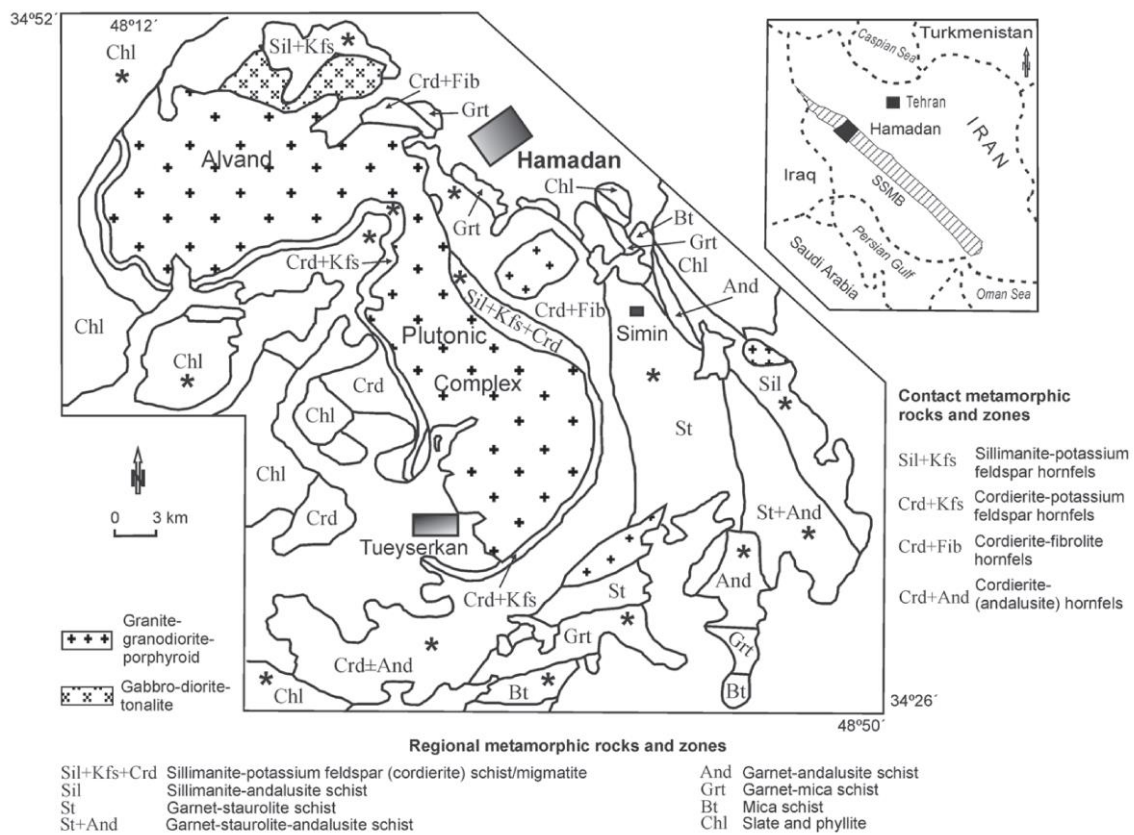 34º52´
48º12´
Chl
Sil+Kfs
Crd+Fib
Grt
Alvand
Hamadan
Chl
Bt
Grt
Grt
Chl
Crd+Kfs
And
Sil+Kfs+Crd
Crd+Fib
Simin
Chl
Chl
Plutonic
Complex
Crd
Chl
Sil
St
Chl
Crd
St+And
Tueyserkan
And
Crd+Kfs
St
Grt
Grt
Crd±And
Chl
Bt
Bt
34º26´
48º50´
N
0 3 km
Granite-
granodiorite-
porphyroid
Gabbro-diorite-
tonalite
Turkmenistan
Caspian Sea
N
Tehran
Hamadan
IRAN
Iraq
SSMB
Persian Gulf
Saudi Arabia
Oman Sea
Contact metamorphic
rocks and zones
Sil+Kfs Sillimanite-potassium
feldspar hornfels
Crd+Kfs Cordierite-potassium
feldspar hornfels
Crd+Fib Cordierite-fibrolite
hornfels
Crd+And Cordierite-
(andalusite) hornfels
Regional metamorphic rocks and zones
Sil+Kfs+Crd Sillimanite-potassium feldspar (cordierite) schist/migmatite
Sil Sillimanite-andalusite schist
St Garnet-staurolite schist
St+And Garnet-staurolite-andalusite schist
And Garnet-andalusite schist
Grt Garnet-mica schist
Bt Mica schist
Chl Slate and phyllite